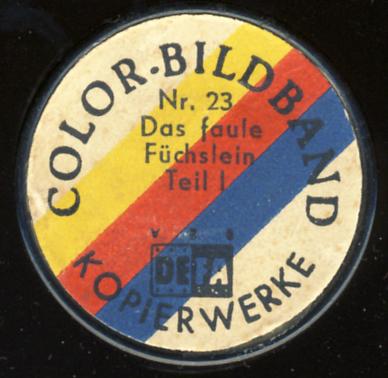 COLOR-BILDBAND
Nr. 23
Das faule
Füchslein
Teil I
DEFA
KOPIERWERKE